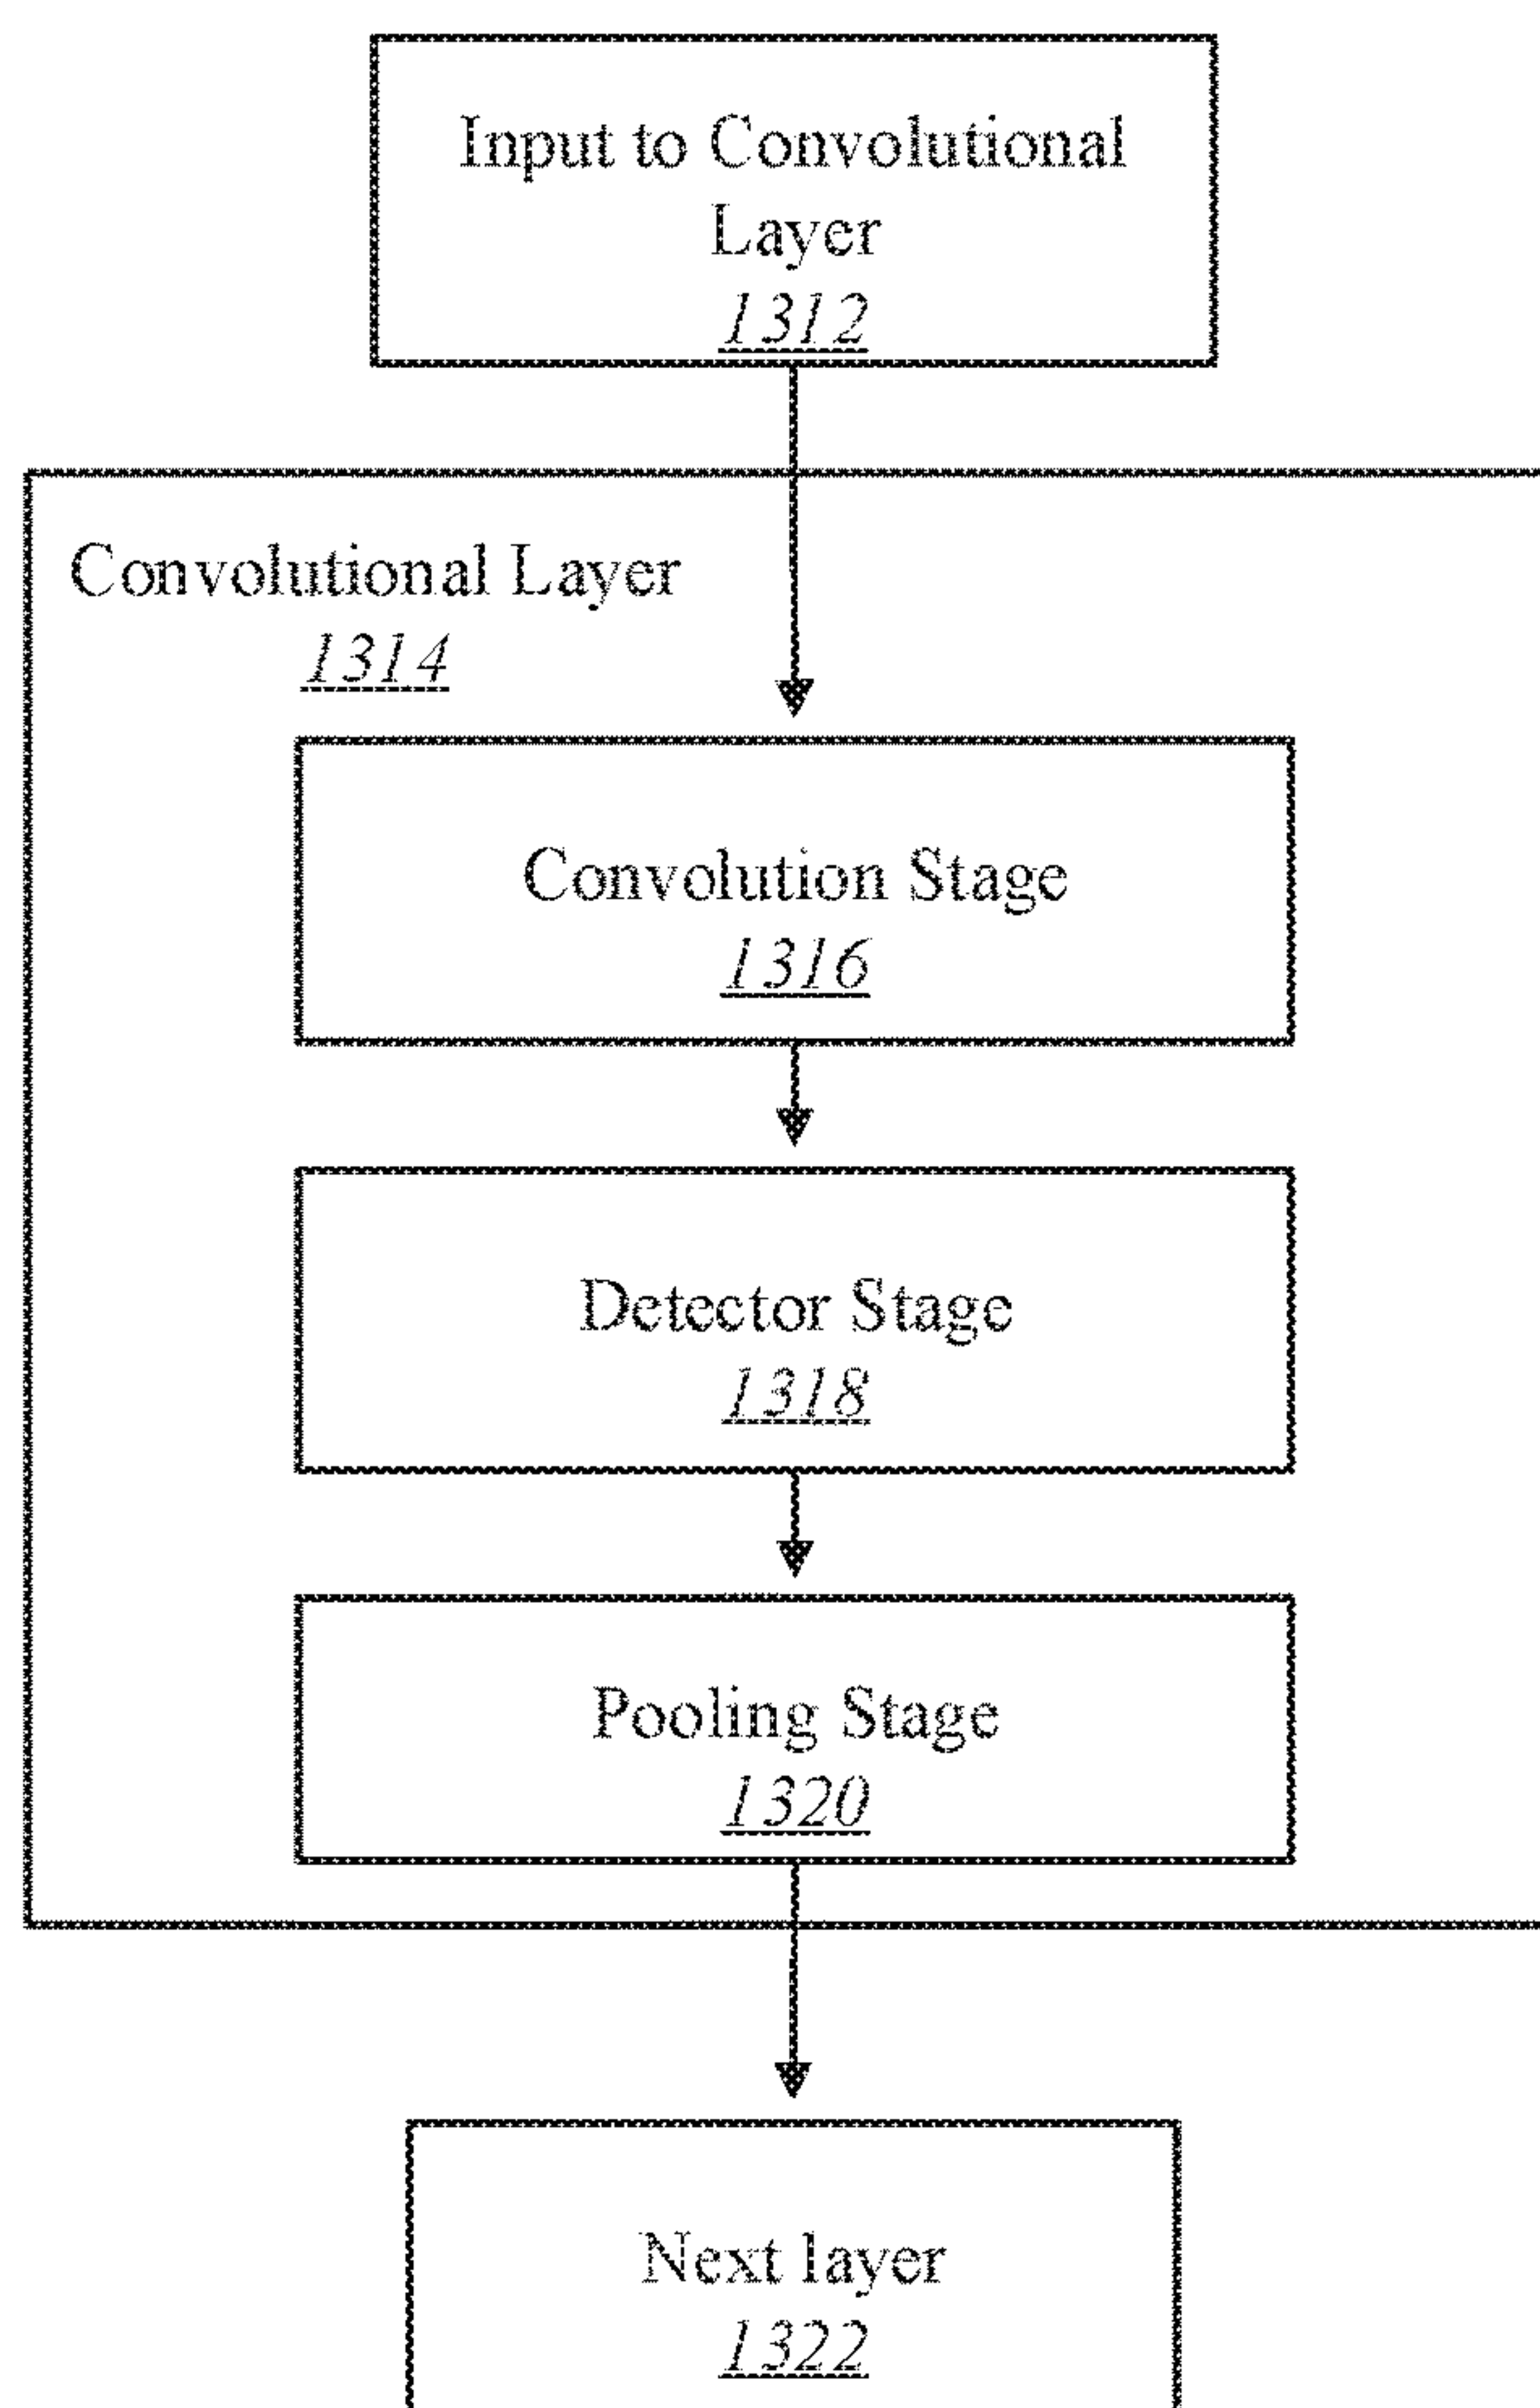 Input to Convolutional
Layer
1312
Convolutional Layer
1314
Convolution Stage
1316
Detector Stage
1318
Pooling Stage
1320
Next layer
1322